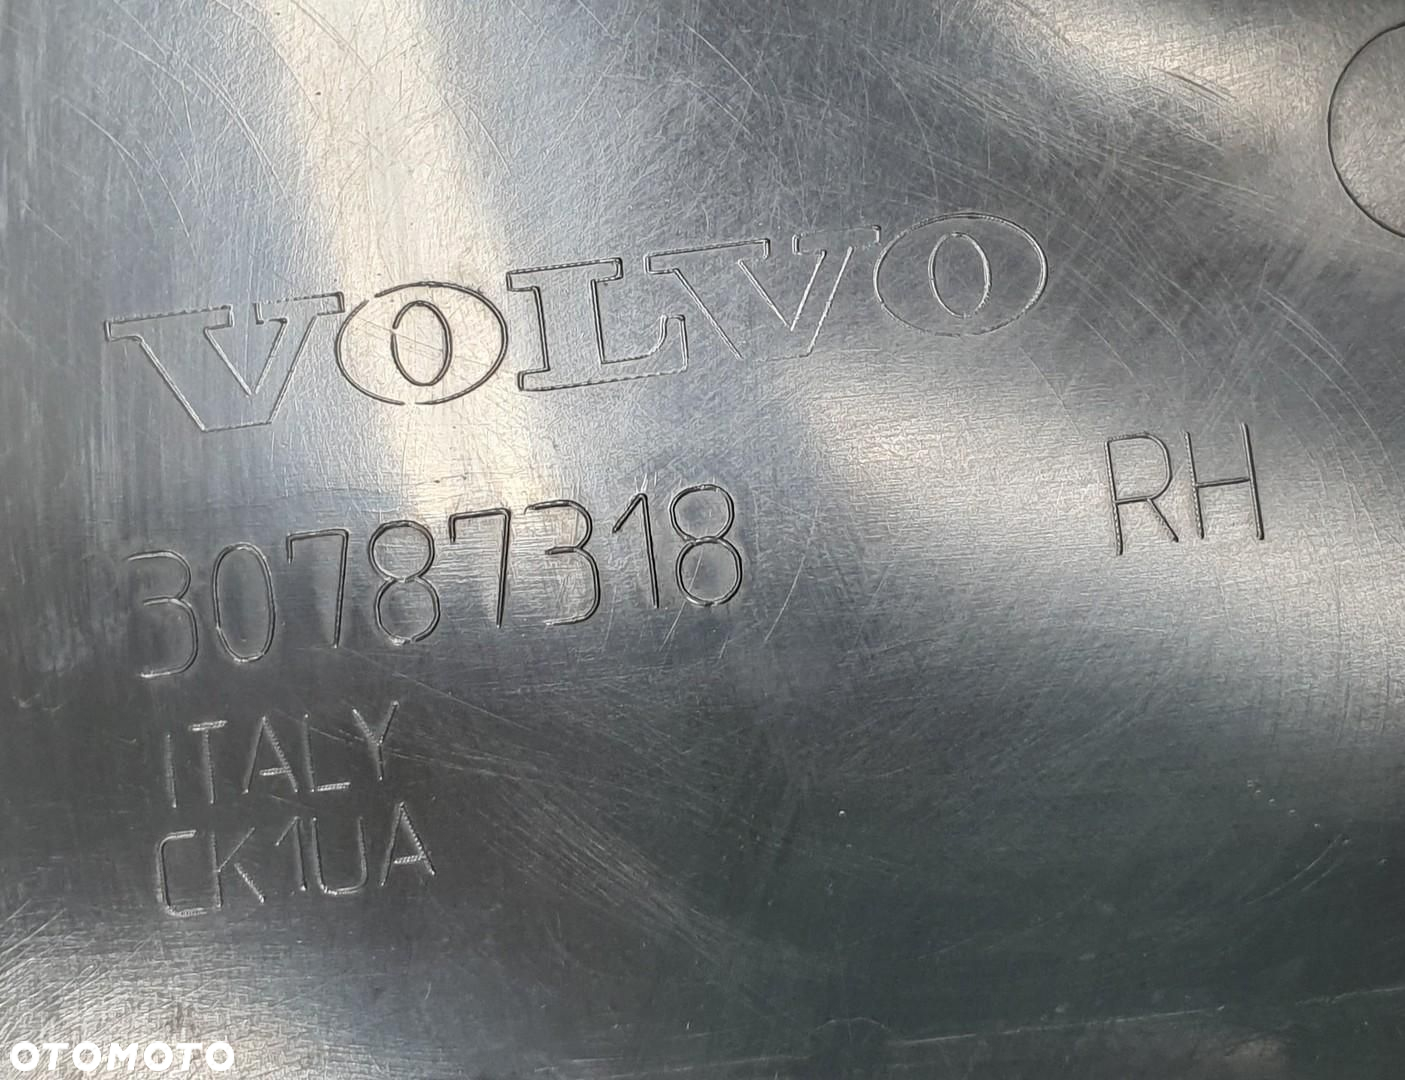 VOLVO
30787318 RH
ITALY
CK1UA
OTOMOTO